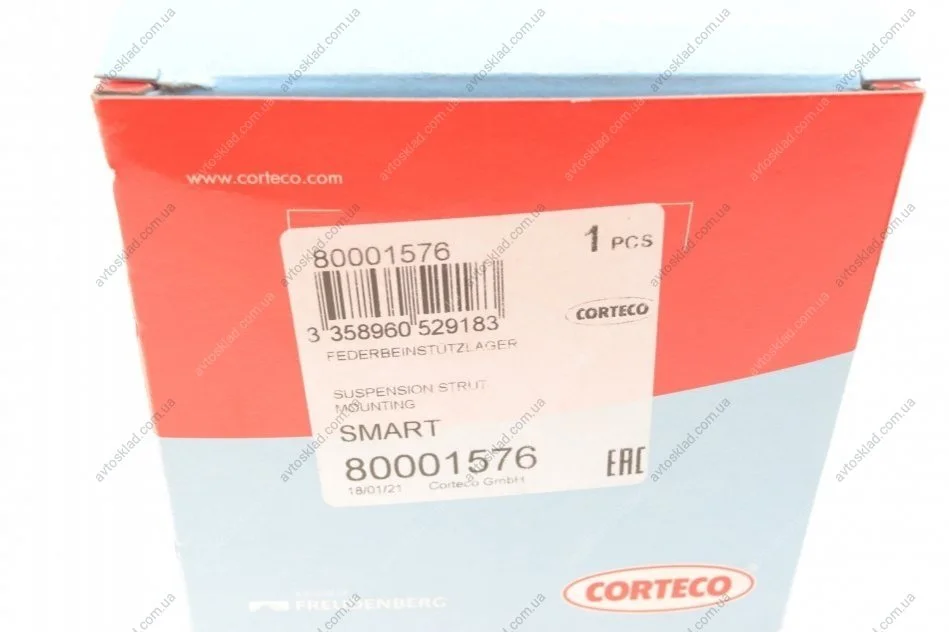 www.corteco.com
80001576
1 PCS
3 358960 529183
CORTECO
FEDERBEINSTÜTZLAGER
SUSPENSION STRUT
MOUNTING
SMART
80001576
EAC
18/01/21 Corteco GmbH
CORTECO
FREUDENBERG
avtosklad.com.ua